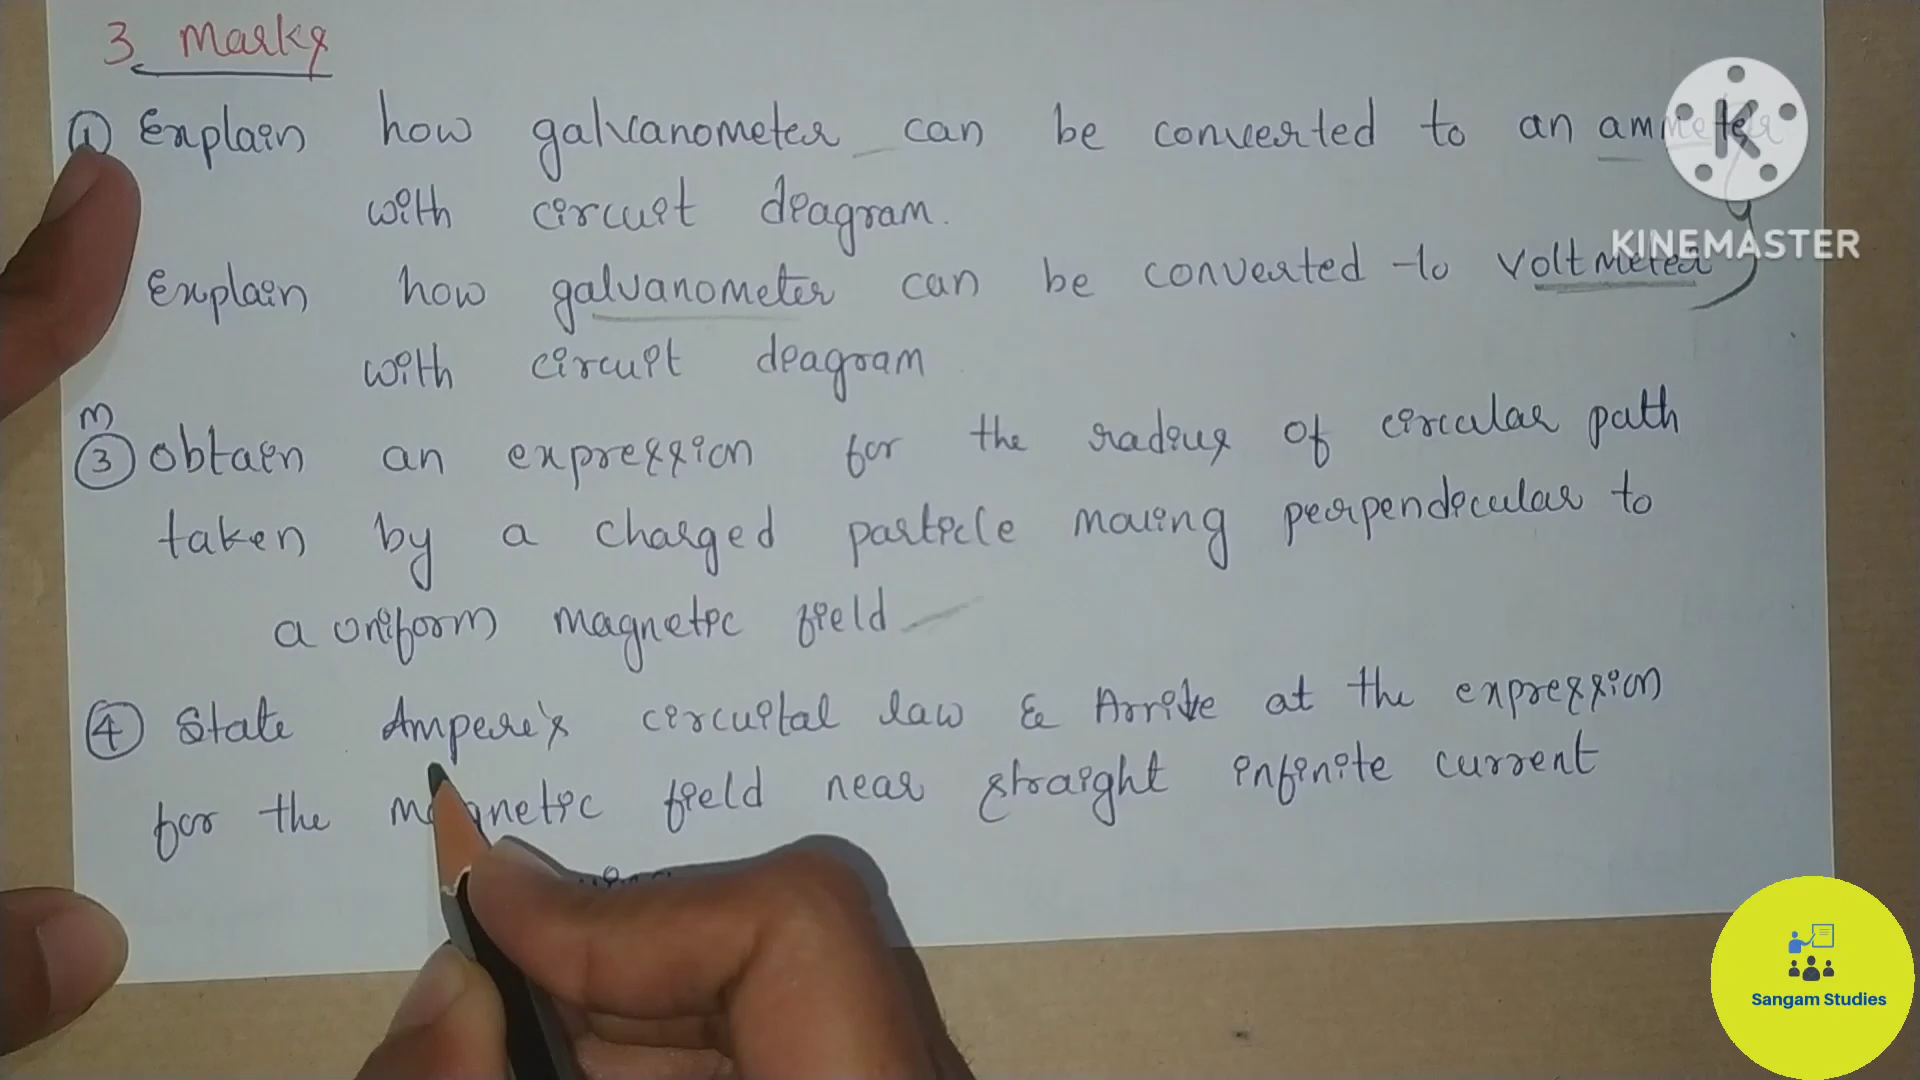 3 Marks
① Explain how galvanometer can be converted to an ammeter
with circuit diagram.
Explain how galvanometer can be converted to voltmeter
with circuit diagram
M
③ obtain an expression for the radius of circular path
taken by a charged particle moving perpendicular to
a uniform magnetic field
④ State Ampere's circuital law & Arrive at the expression
for the magnetic field near straight infinite current
KINEMASTER
Sangam Studies